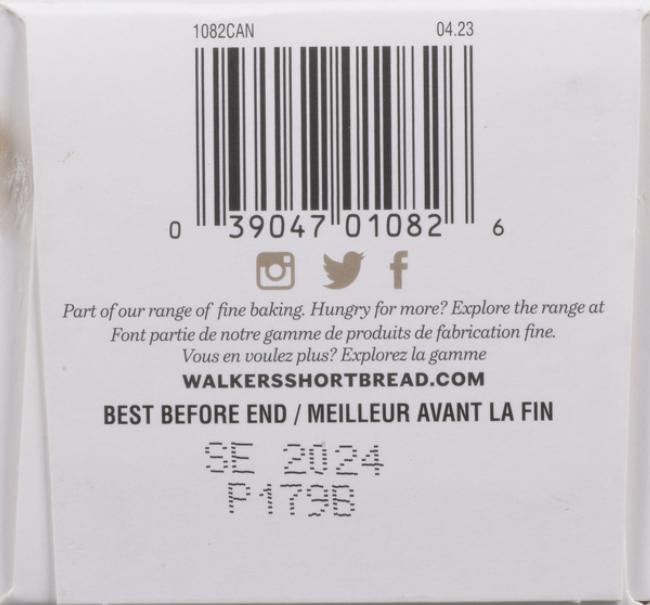 1082CAN 04.23
0 39047 01082 6
Part of our range of fine baking. Hungry for more? Explore the range at
Font partie de notre gamme de produits de fabrication fine.
Vous en voulez plus? Explorez la gamme
WALKERSSHORTBREAD.COM
BEST BEFORE END / MEILLEUR AVANT LA FIN
SE 2024
P179B